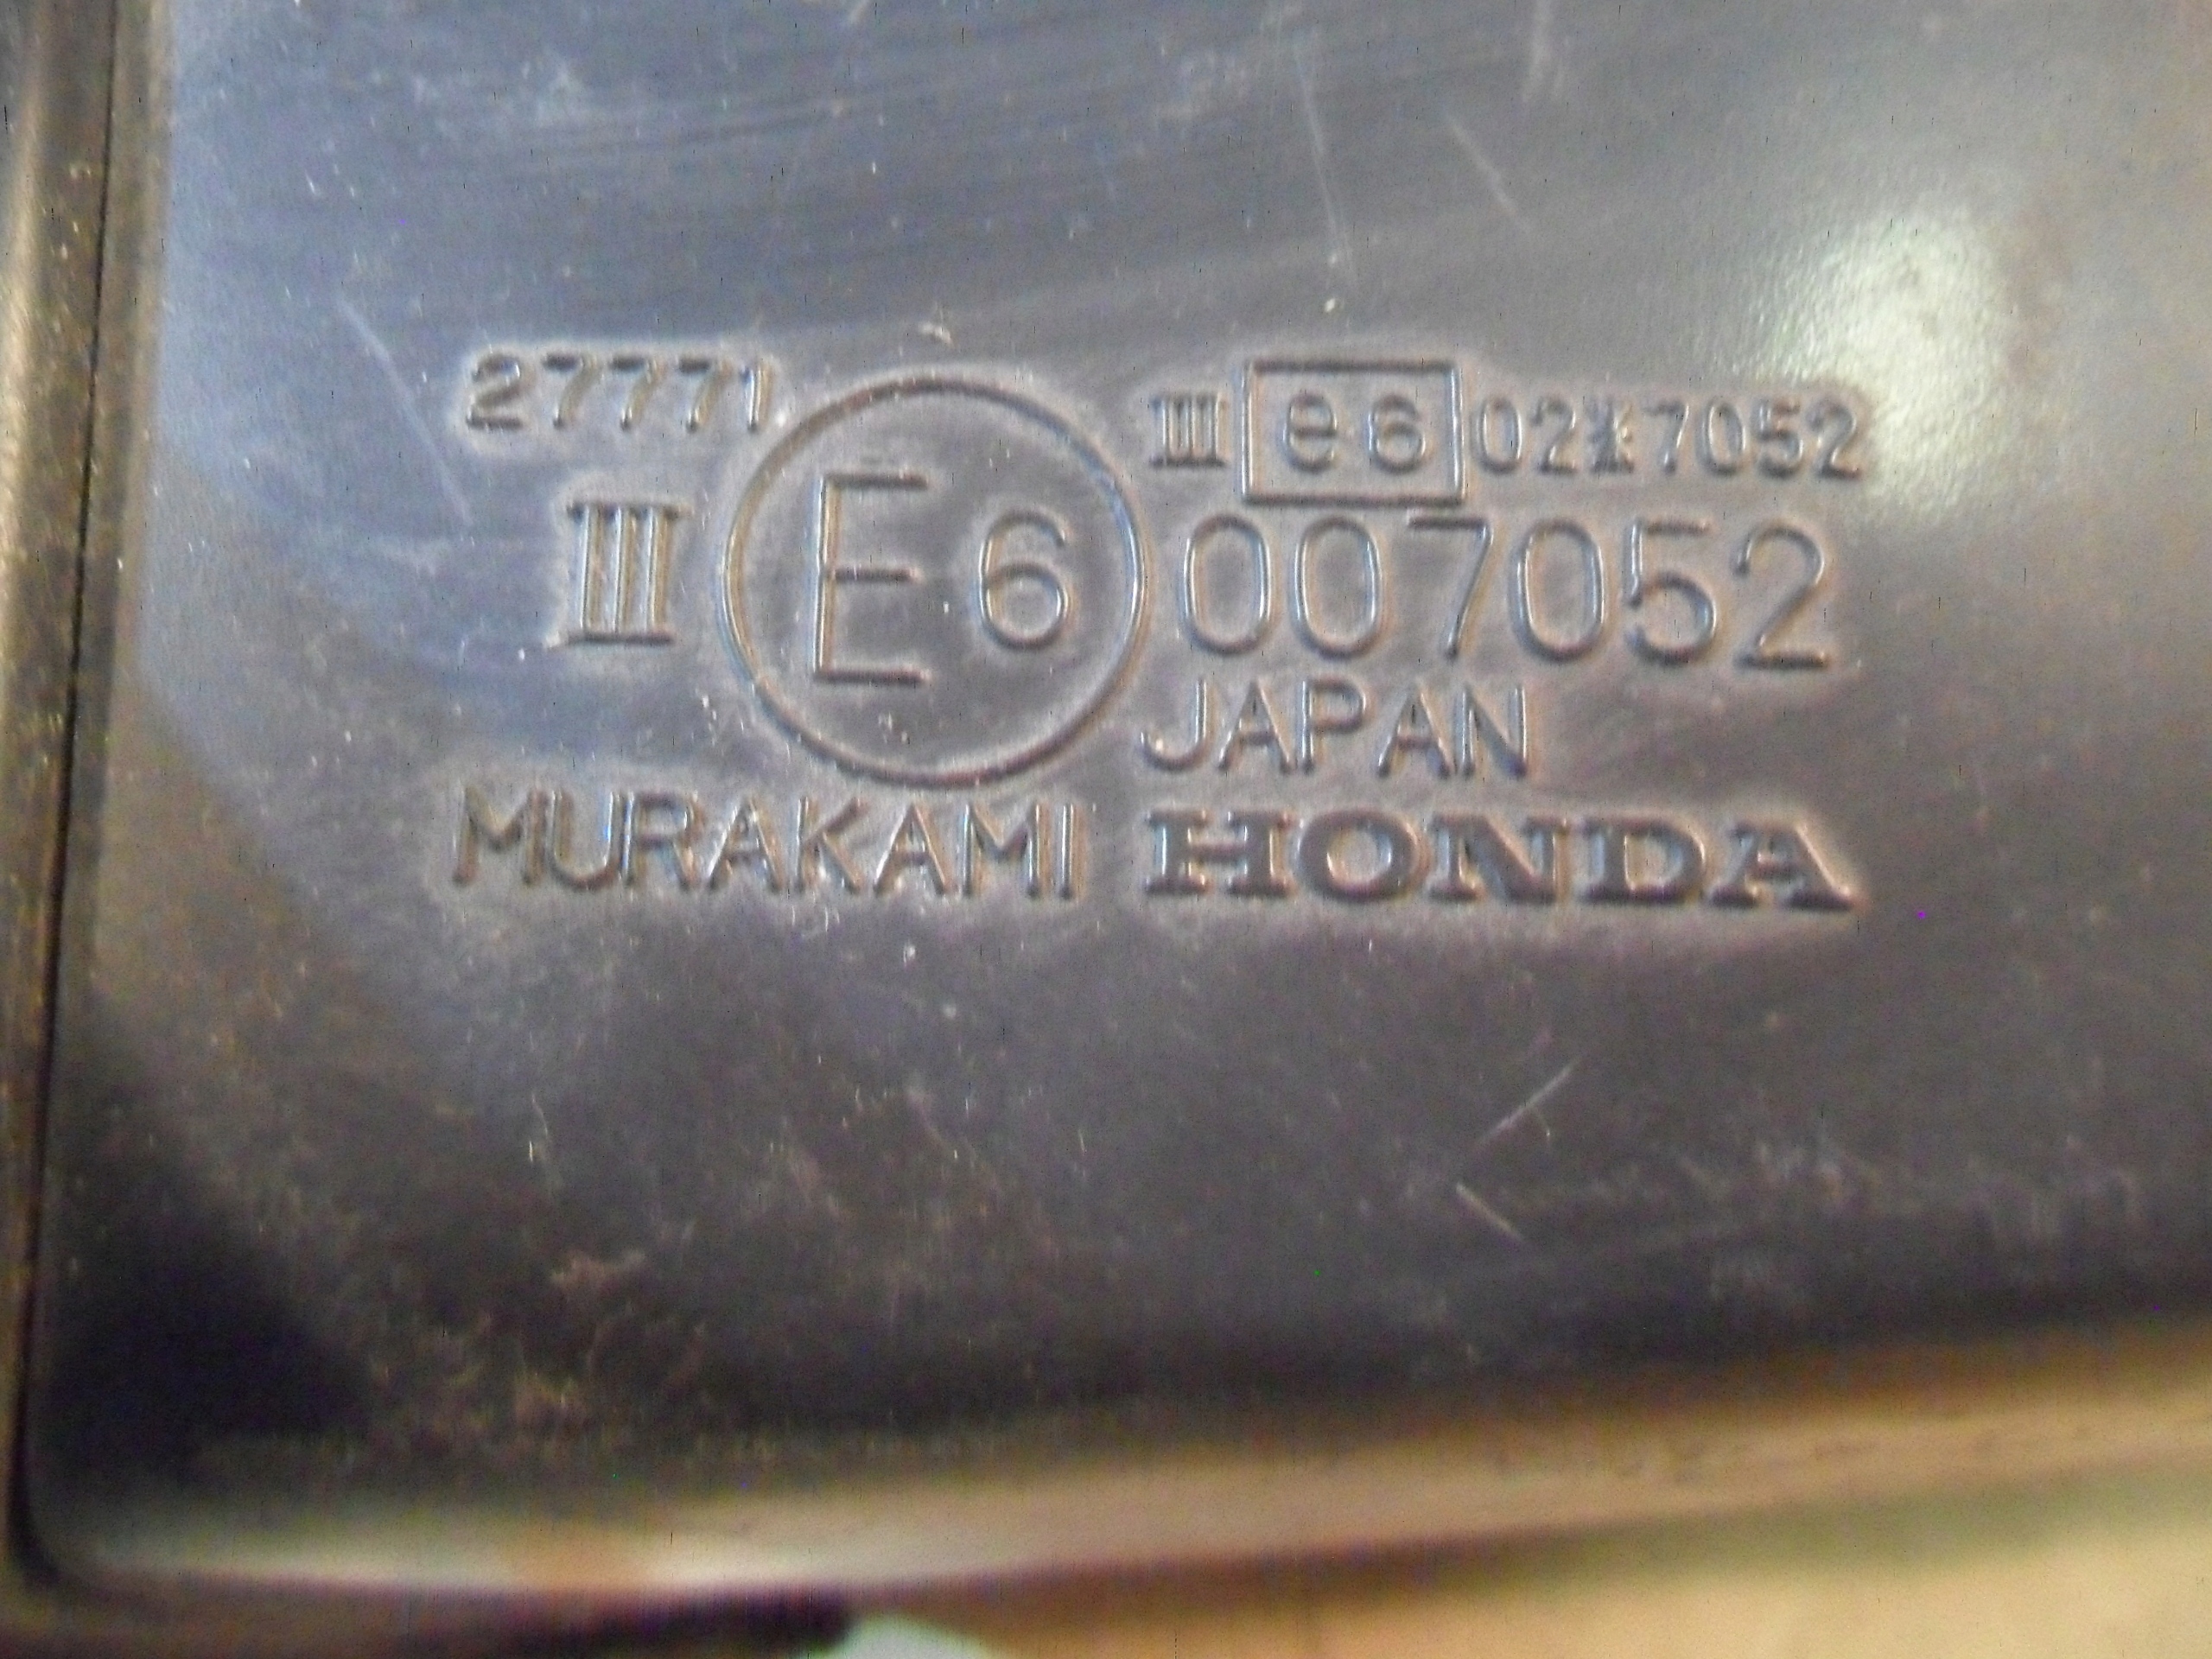 27771
III e6 02*7052
III E6 007052
JAPAN
MURAKAMI HONDA